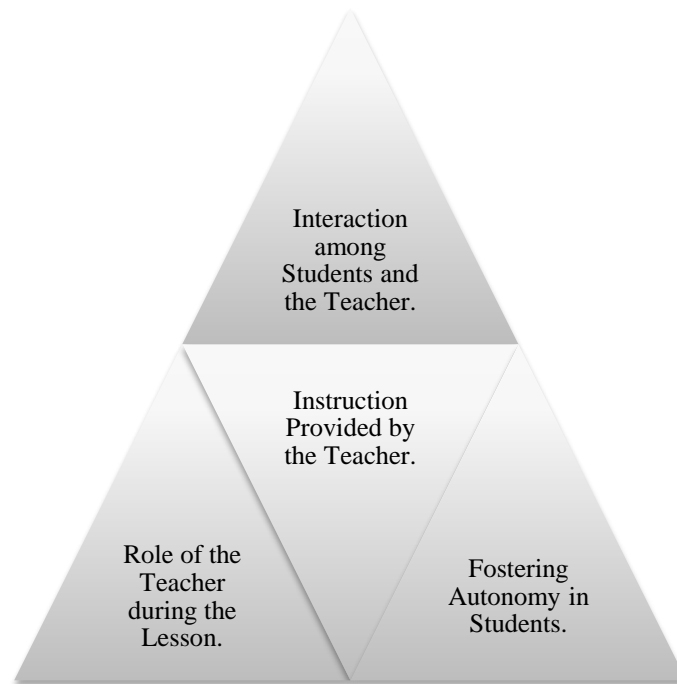 Interaction
among
Students and
the Teacher.
Instruction
Provided by
the Teacher.
Role of the
Teacher
during the
Lesson.
Fostering
Autonomy in
Students.